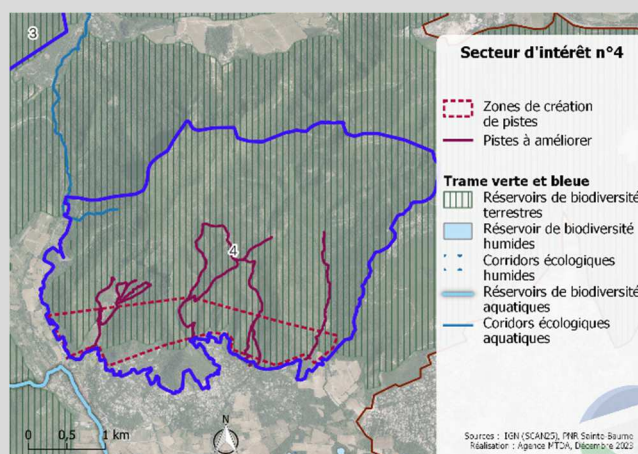 3
Secteur d'intérêt n°4
Zones de création
de pistes
Pistes à améliorer
Trame verte et bleue
Réservoirs de biodiversité
terrestres
Réservoir de biodiversité
humides
Corridors écologiques
humides
Réservoirs de biodiversité
aquatiques
Coridors écologiques
aquatiques
4
N
0 0,5 1 km
Sources : IGN (SCAN25), PNR Sainte-Baume
Réalisation : Agence MTDA, Décembre 2023